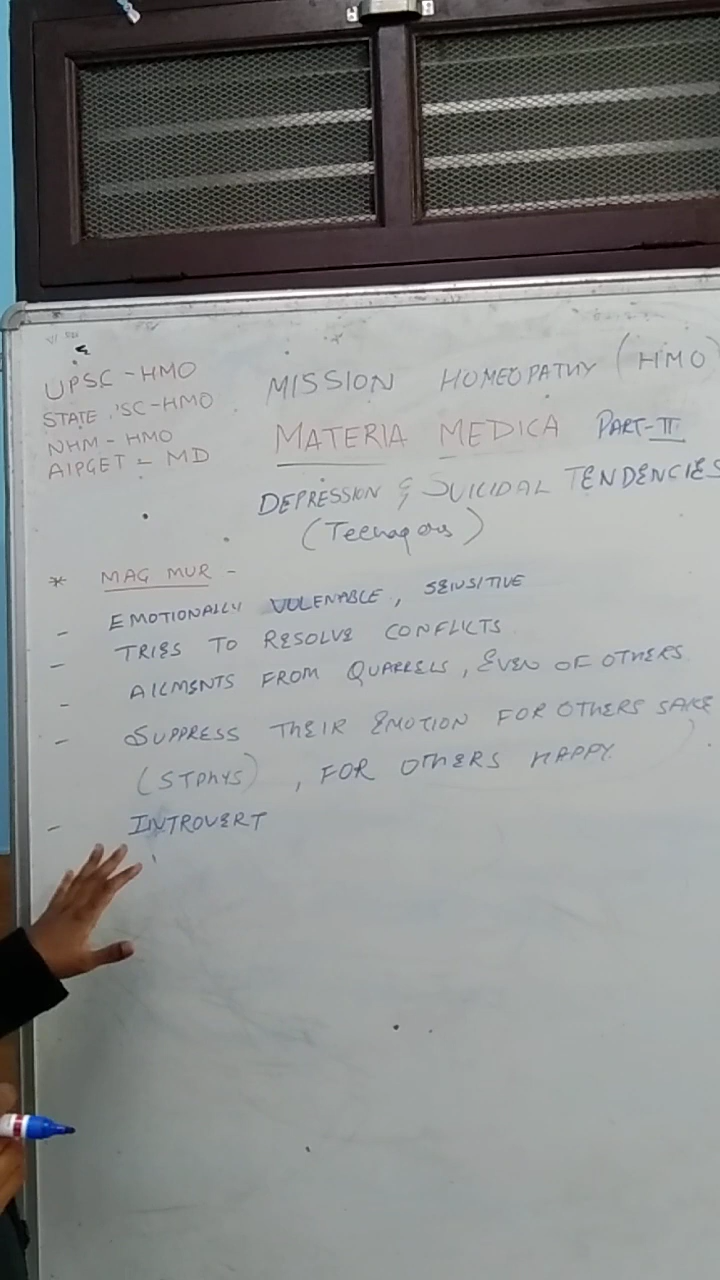 UPSC - HMO
STATE SC - HMO
NHM - HMO
AIPGET - MD
MISSION HOMEOPATHY (HMO)
MATERIA MEDICA PART-II
DEPRESSION & SUICIDAL TENDENCIES
(Teenagers)
* MAG MUR -
- EMOTIONALLY VULENABLE, SENSITIVE
- TRIES TO RESOLVE CONFLICTS
- AILMENTS FROM QUARRELS, EVEN OF OTHERS
- SUPPRESS THEIR EMOTION FOR OTHERS SAKE
(STPHYS), FOR OTHERS HAPPY.
- INTROVERT